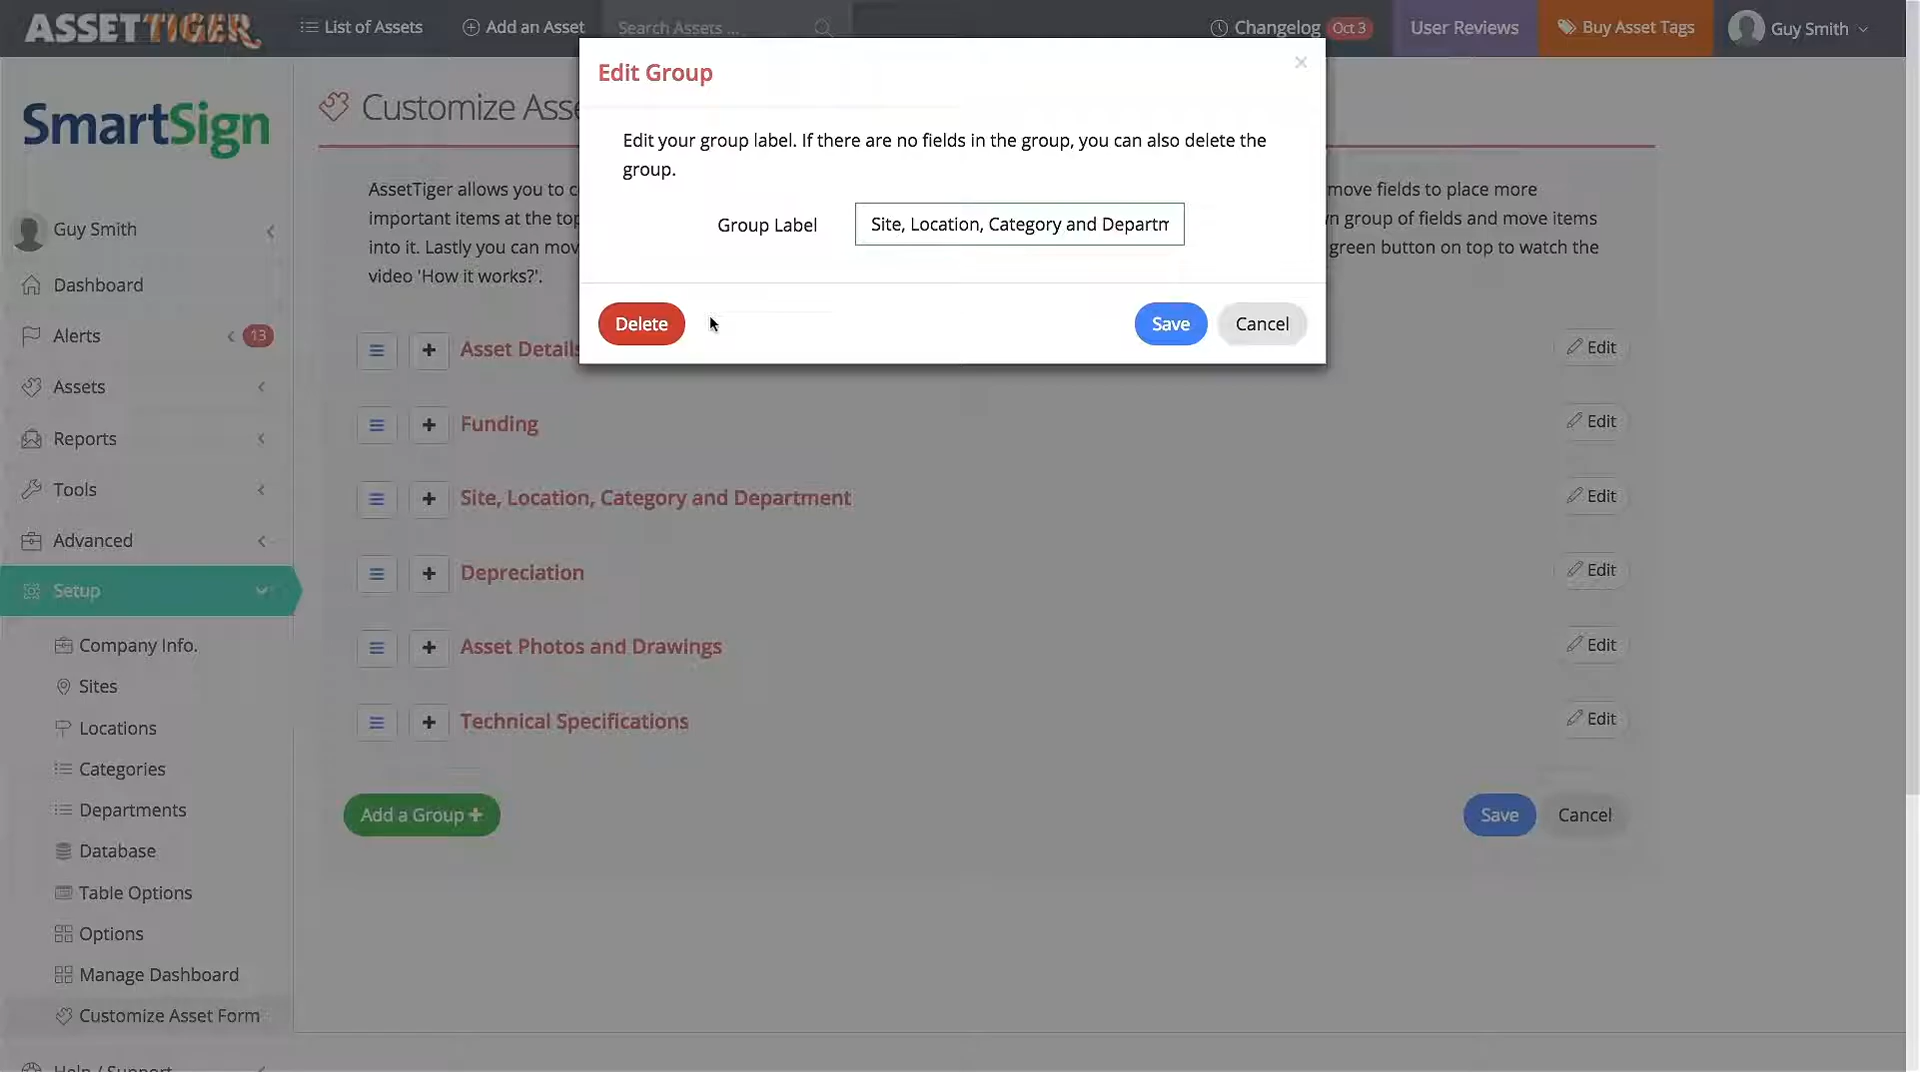 ASSETTIGER
List of Assets
Add an Asset
Search Assets ...
Changelog Oct 3
User Reviews
Buy Asset Tags
Guy Smith
SmartSign
Guy Smith
Dashboard
Alerts 13
Assets
Reports
Tools
Advanced
Setup
Company Info.
Sites
Locations
Categories
Departments
Database
Table Options
Options
Manage Dashboard
Customize Asset Form
Help / Support
Customize Asse
AssetTiger allows you to c
move fields to place more
important items at the top
n group of fields and move items
into it. Lastly you can mov
green button on top to watch the
video 'How it works?'.
Edit Group
×
Edit your group label. If there are no fields in the group, you can also delete the
group.
Group Label Site, Location, Category and Departm
Delete Save Cancel
Asset Details Edit
Funding Edit
Site, Location, Category and Department Edit
Depreciation Edit
Asset Photos and Drawings Edit
Technical Specifications Edit
Add a Group + Save Cancel